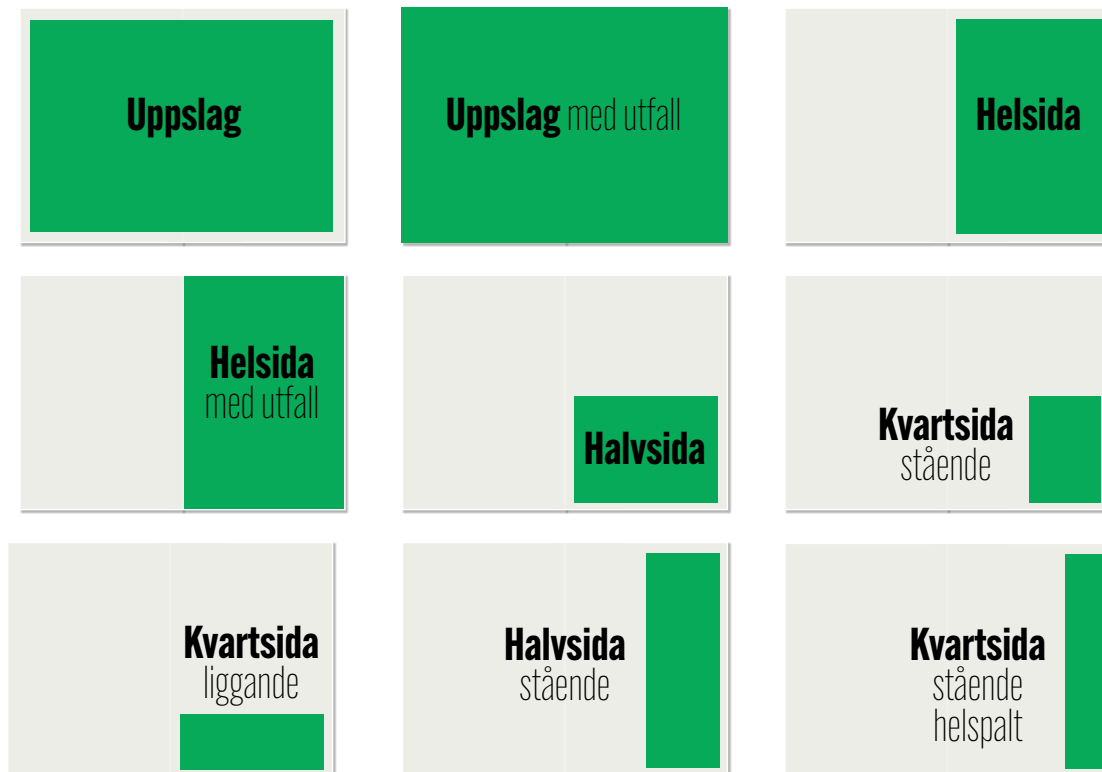 Uppslag
Uppslag med utfall
Helsida
Helsida
med utfall
Halvsida
Kvartsida
stående
Kvartsida
liggande
Halvsida
stående
Kvartsida
stående
helspalt